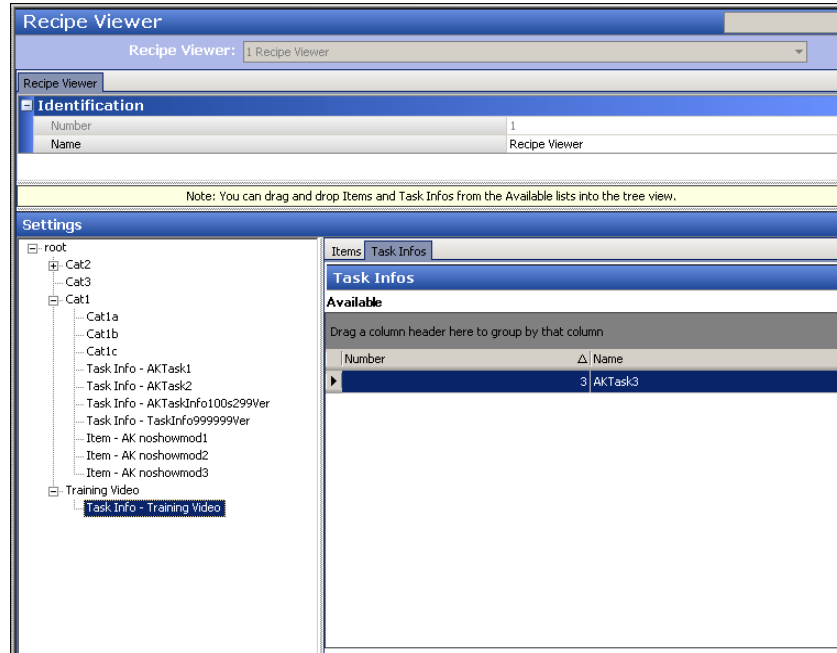 Recipe Viewer
Recipe Viewer: 1 Recipe Viewer
Recipe Viewer
Identification
Number 1
Name Recipe Viewer
Note: You can drag and drop Items and Task Infos from the Available lists into the tree view.
Settings
root
Cat2
Cat3
Cat1
Cat1a
Cat1b
Cat1c
Task Info - AKTask1
Task Info - AKTask2
Task Info - AKTaskInfo100s299Ver
Task Info - TaskInfo999999Ver
Item - AK noshowmod1
Item - AK noshowmod2
Item - AK noshowmod3
Training Video
Task Info - Training Video
Items Task Infos
Task Infos
Available
Drag a column header here to group by that column
Number Name
3 AKTask3